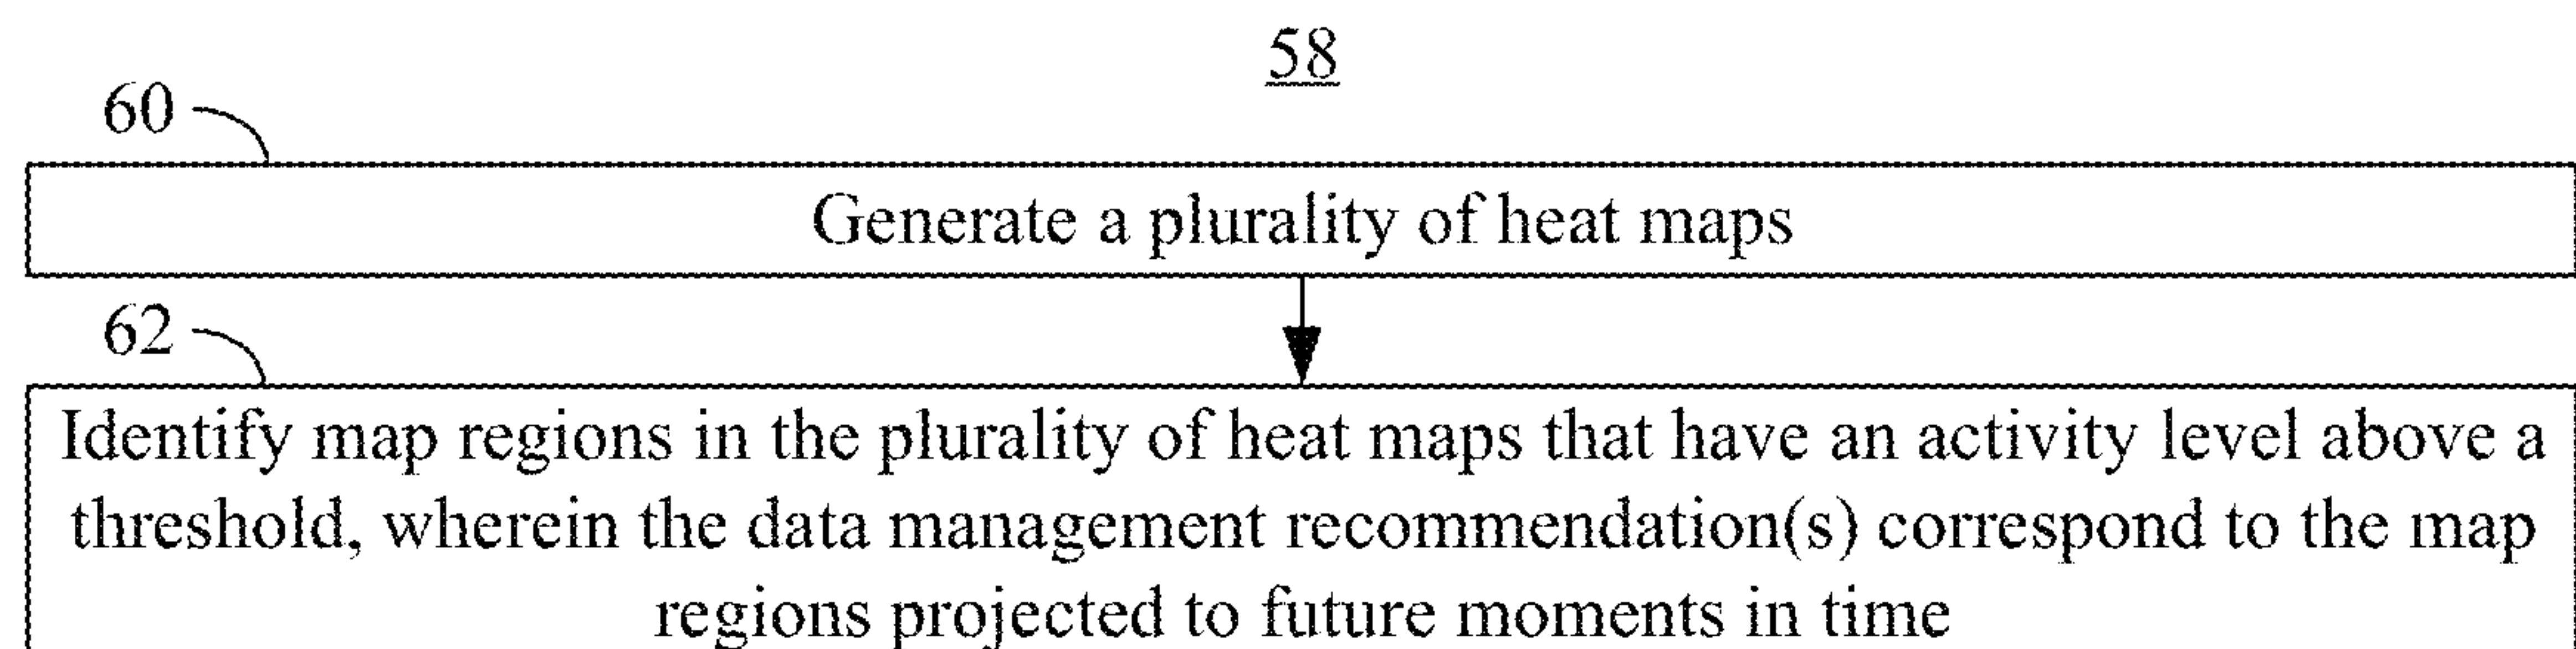 58
60
Generate a plurality of heat maps
62
Identify map regions in the plurality of heat maps that have an activity level above a
threshold, wherein the data management recommendation(s) correspond to the map
regions projected to future moments in time